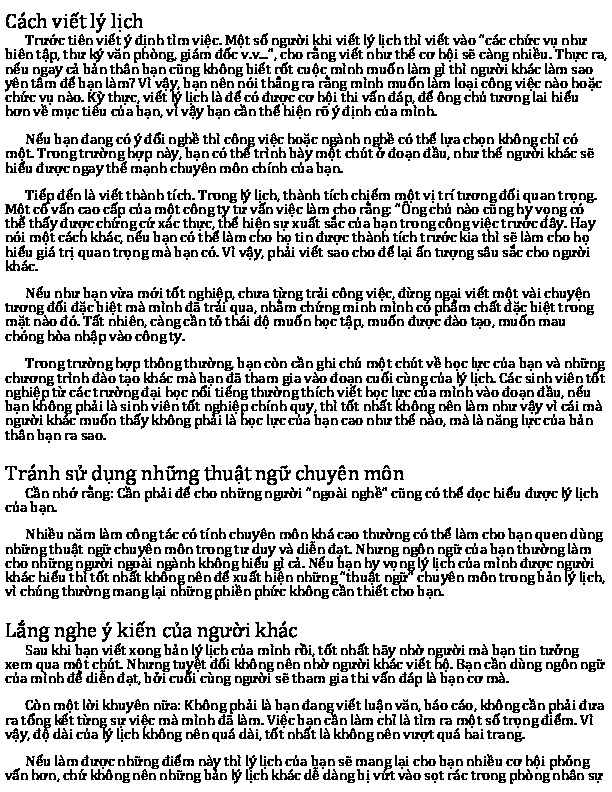 Cách viết lý lịch
Trước tiên viết ý định tìm việc. Một số người khi viết lý lịch thì viết vào “các chức vụ như
biên tập, thư ký văn phòng, giám đốc v.v...“, cho rằng viết như thế cơ hội sẽ càng nhiều. Thực ra,
nếu ngay cả bản thân bạn cũng không biết rốt cuộc mình muốn làm gì thì người khác làm sao
yên tâm để bạn làm? Vì vậy, bạn nên nói thẳng ra rằng mình muốn làm loại công việc nào hoặc
chức vụ nào. Kỳ thực, viết lý lịch là để có được cơ hội thi vấn đáp, để ông chủ tương lai hiểu
hơn về mục tiêu của bạn, vì vậy bạn cần thể hiện rõ ý định của mình.
Nếu bạn đang có ý đổi nghề thì công việc hoặc ngành nghề có thể lựa chọn không chỉ có
một. Trong trường hợp này, bạn có thể trình bày một chút ở đoạn đầu, như thế người khác sẽ
hiểu được ngay thế mạnh chuyên môn chính của bạn.
Tiếp đến là viết thành tích. Trong lý lịch, thành tích chiếm một vị trí tương đối quan trọng.
Một cố vấn cao cấp của một công ty tư vấn việc làm cho rằng: “Ông chủ nào cũng hy vọng có
thể thấy được chứng cứ xác thực, thể hiện sự xuất sắc của bạn trong công việc trước đây. Hay
nói một cách khác, nếu bạn có thể làm cho họ tin được thành tích trước kia thì sẽ làm cho họ
hiểu giá trị quan trọng mà bạn có. Vì vậy, phải viết sao cho để lại ấn tượng sâu sắc cho người
khác.
Nếu như bạn vừa mới tốt nghiệp, chưa từng trải công việc, đừng ngại viết một vài chuyện
tương đối đặc biệt mà mình đã trải qua, nhằm chứng minh mình có phẩm chất đặc biệt trong
mặt nào đó. Tất nhiên, càng cần tỏ thái độ muốn học tập, muốn được đào tạo, muốn mau
chóng hòa nhập vào công ty.
Trong trường hợp thông thường, bạn còn cần ghi chú một chút về học lực của bạn và những
chương trình đào tạo khác mà bạn đã tham gia vào đoạn cuối cùng của lý lịch. Các sinh viên tốt
nghiệp từ các trường đại học nổi tiếng thường thích viết học lực của mình vào đoạn đầu, nếu
bạn không phải là sinh viên tốt nghiệp chính quy, thì tốt nhất không nên làm như vậy vì cái mà
người khác muốn thấy không phải là học lực của bạn cao như thế nào, mà là năng lực của bản
thân bạn ra sao.
Tránh sử dụng những thuật ngữ chuyên môn
Cần nhớ rằng: Cần phải để cho những người “ngoài nghề” cũng có thể đọc hiểu được lý lịch
của bạn.
Nhiều năm làm công tác có tính chuyên môn khá cao thường có thể làm cho bạn quen dùng
những thuật ngữ chuyên môn trong tư duy và diễn đạt. Nhưng ngôn ngữ của bạn thường làm
cho những người ngoài ngành không hiểu gì cả. Nếu bạn hy vọng lý lịch của mình được người
khác hiểu thì tốt nhất không nên để xuất hiện những “thuật ngữ” chuyên môn trong bản lý lịch,
vì chúng thường mang lại những phiền phức không cần thiết cho bạn.
Lắng nghe ý kiến của người khác
Sau khi bạn viết xong bản lý lịch của mình rồi, tốt nhất hãy nhờ người mà bạn tin tưởng
xem qua một chút. Nhưng tuyệt đối không nên nhờ người khác viết hộ. Bạn cần dùng ngôn ngữ
của mình để diễn đạt, bởi cuối cùng người sẽ tham gia thi vấn đáp là bạn cơ mà.
Còn một lời khuyên nữa: Không phải là bạn đang viết luận văn, báo cáo, không cần phải đưa
ra tổng kết từng sự việc mà mình đã làm. Việc bạn cần làm chỉ là tìm ra một số trọng điểm. Vì
vậy, độ dài của lý lịch không nên quá dài, tốt nhất là không nên vượt quá hai trang.
Nếu làm được những điểm này thì lý lịch của bạn sẽ mang lại cho bạn nhiều cơ hội phỏng
vấn hơn, chứ không nên những bản lý lịch khác dễ dàng bị vứt vào sọt rác trong phòng nhân sự